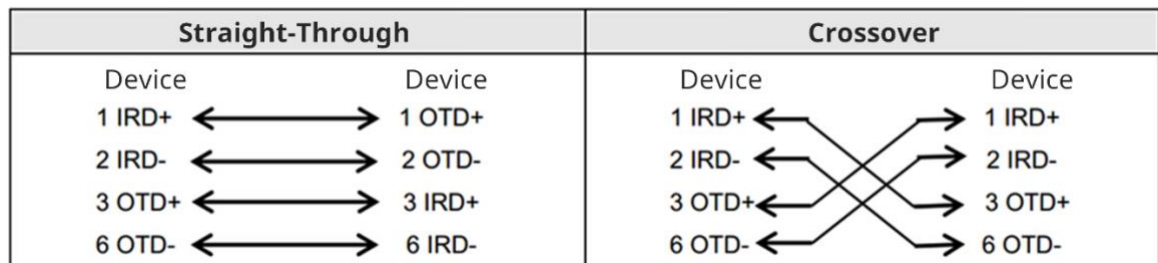 Straight-Through Crossover
Device Device Device Device
1 IRD+ 1 OTD+ 1 IRD+ 1 IRD+
2 IRD- 2 OTD- 2 IRD- 2 IRD-
3 OTD+ 3 IRD+ 3 OTD+ 3 OTD+
6 OTD- 6 IRD- 6 OTD- 6 OTD-